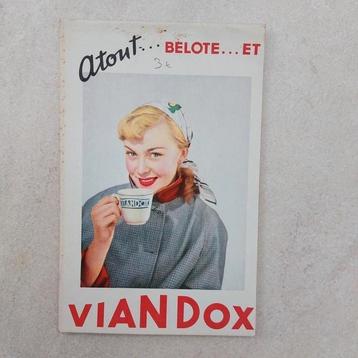 Atout... BELOTE... ET
3€
VIANDOX
VIANDOX